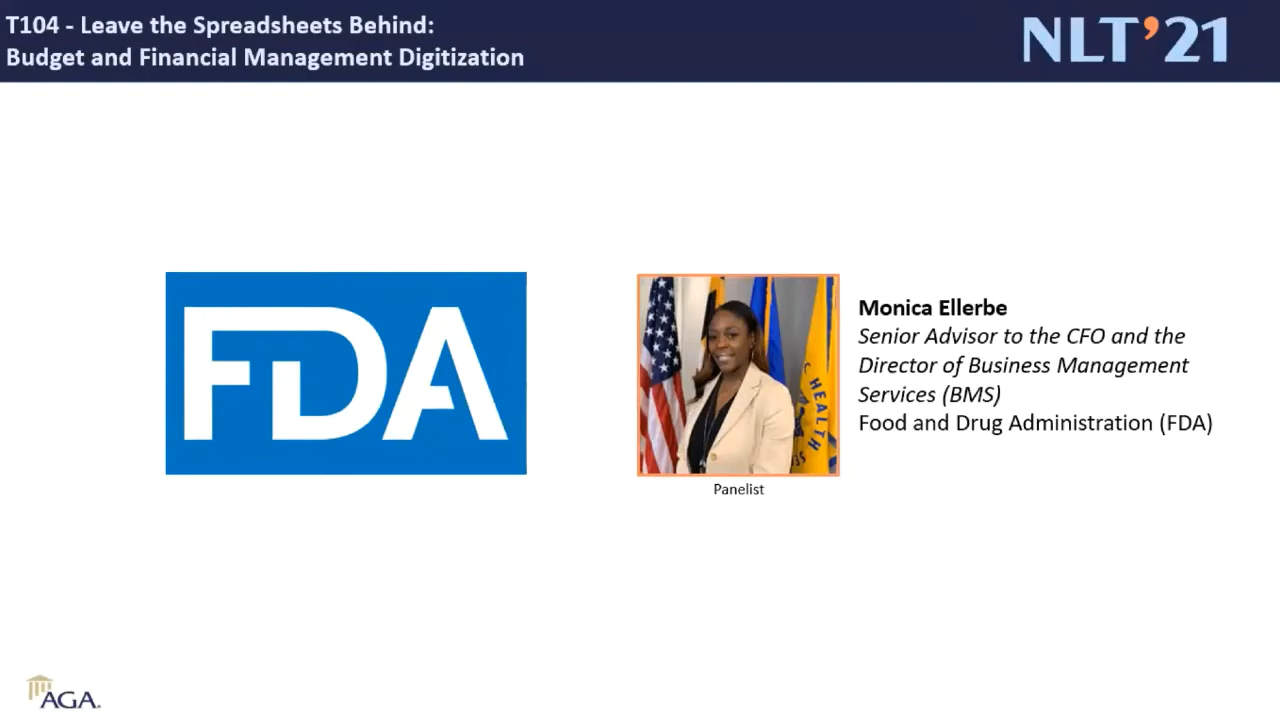 T104 - Leave the Spreadsheets Behind:
Budget and Financial Management Digitization
NLT’21
FDA
HEALTH
Monica Ellerbe
Senior Advisor to the CFO and the
Director of Business Management
Services (BMS)
Food and Drug Administration (FDA)
Panelist
AGA